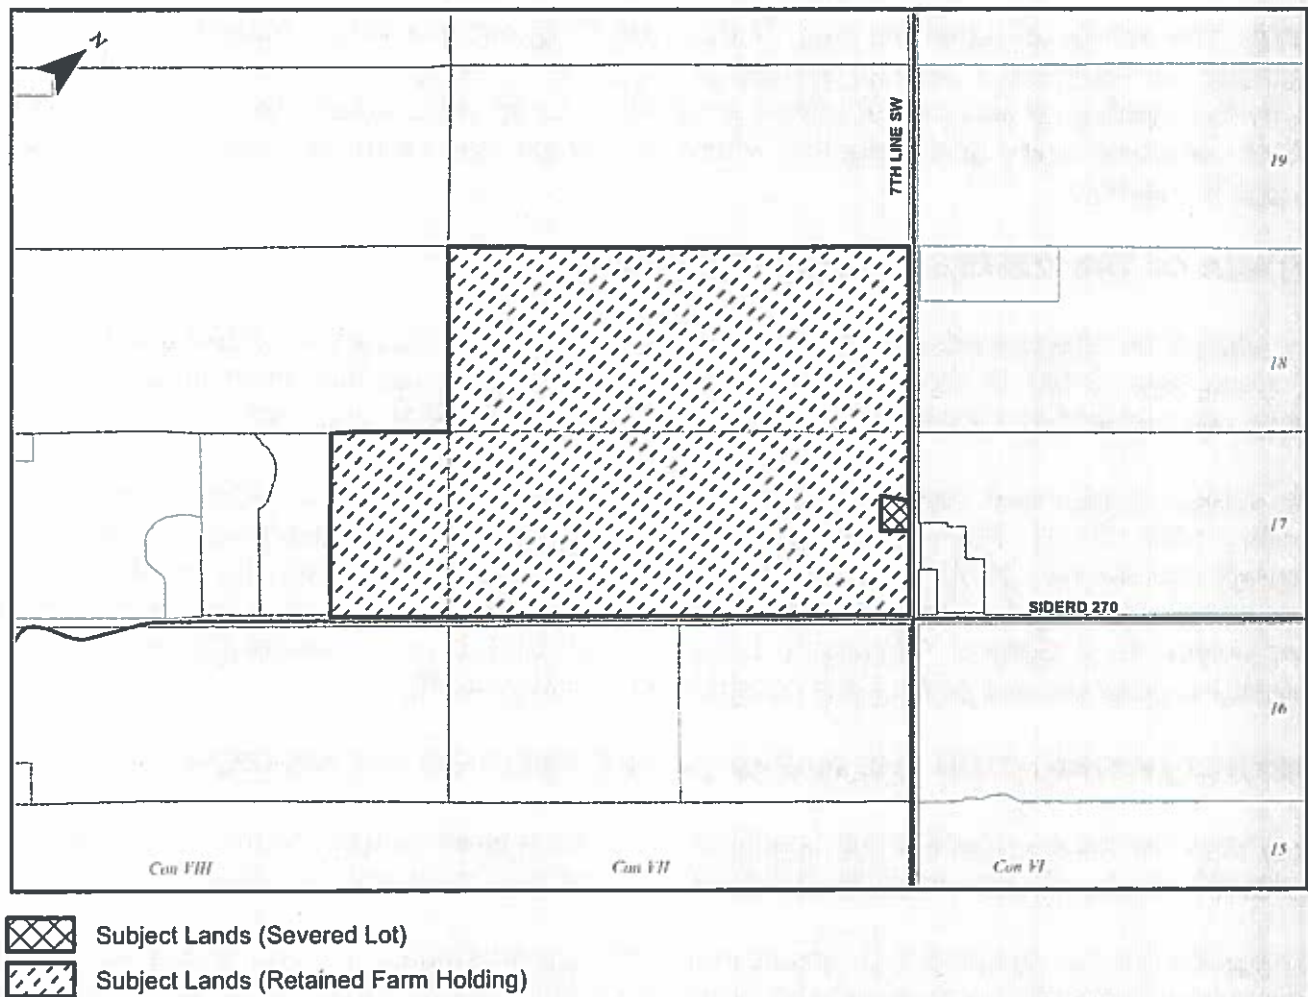 N
7TH LINE SW
19
18
17
SIDERD 270
16
15
Con VIII
Con VII
Con VI
Subject Lands (Severed Lot)
Subject Lands (Retained Farm Holding)